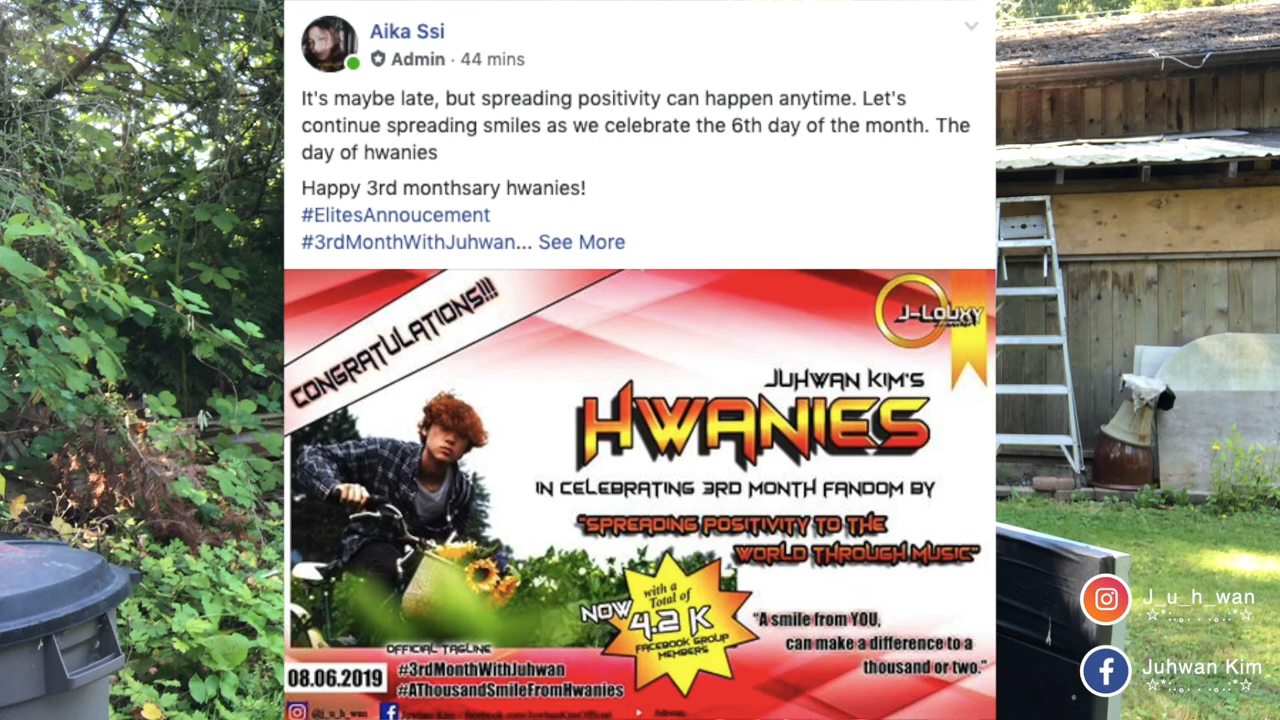 Aika Ssi
Admin · 44 mins
It's maybe late, but spreading positivity can happen anytime. Let's
continue spreading smiles as we celebrate the 6th day of the month. The
day of hwanies
Happy 3rd monthsary hwanies!
#ElitesAnnoucement
#3rdMonthWithJuhwan... See More
CONGRATULATIONS!!!
J-LOUXY
JUHWAN KIM'S
HWANIES
IN CELEBRATING 3RD MONTH FANDOM BY
"SPREADING POSITIVITY TO THE
WORLD THROUGH MUSIC"
with a
Total of
NOW 4.2 K
FACEBOOK GROUP
MEMBERS
"A smile from YOU,
can make a difference to a
thousand or two."
OFFICIAL TAGLINE
08.06.2019
#3rdMonthWithJuhwan
#AThousandSmileFromHwanies
@j_u_h_wan
Juhwan Kim
J_u_h_wan
Juhwan Kim